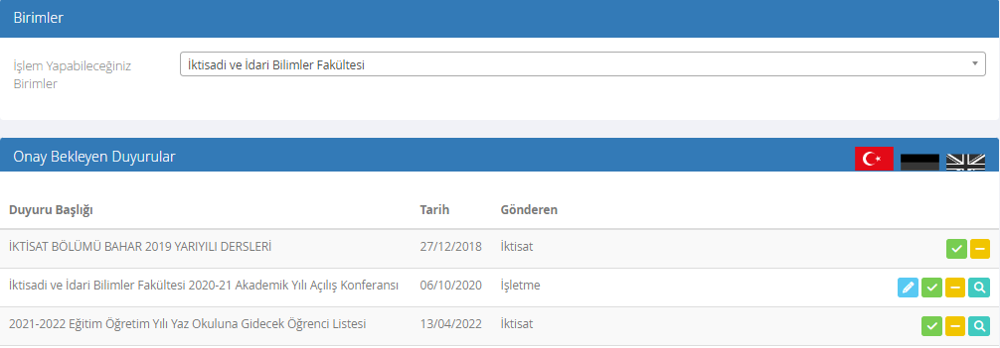 Birimler
İşlem Yapabileceğiniz
Birimler
İktisadi ve İdari Bilimler Fakültesi
Onay Bekleyen Duyurular
Duyuru Başlığı Tarih Gönderen
İKTİSAT BÖLÜMÜ BAHAR 2019 YARIYILI DERSLERİ 27/12/2018 İktisat
İktisadi ve İdari Bilimler Fakültesi 2020-21 Akademik Yılı Açılış Konferansı 06/10/2020 İşletme
2021-2022 Eğitim Öğretim Yılı Yaz Okuluna Gidecek Öğrenci Listesi 13/04/2022 İktisat